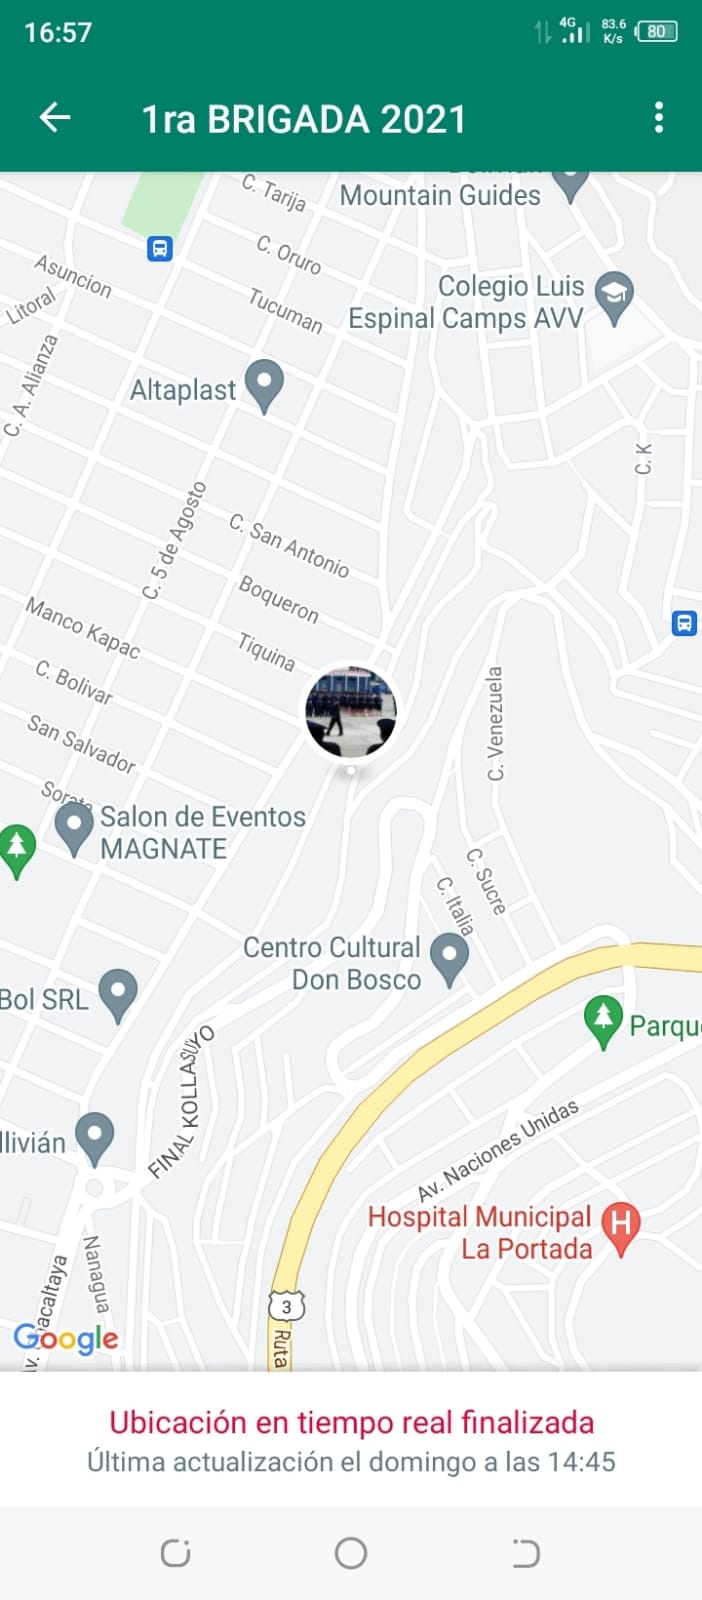 16:57
4G
83.6
K/s
80
1ra BRIGADA 2021
C. Tarija
Mountain Guides
C. Oruro
Asuncion
Litoral
Tucuman
Colegio Luis
Espinal Camps AVV
C. A. Alianza
Altaplast
C. K
C. 5 de Agosto
C. San Antonio
Boqueron
Manco Kapac
Tiquina
C. Bolivar
C. Venezuela
San Salvador
Sorata
Salon de Eventos
MAGNATE
C. Sucre
C. Italia
Centro Cultural
Don Bosco
Bol SRL
Parqu
FINAL KOLLASUYO
llivián
Av. Naciones Unidas
Hospital Municipal
La Portada
H
Nanagua
acaltaya
3
Ruta
Google
Ubicación en tiempo real finalizada
Última actualización el domingo a las 14:45